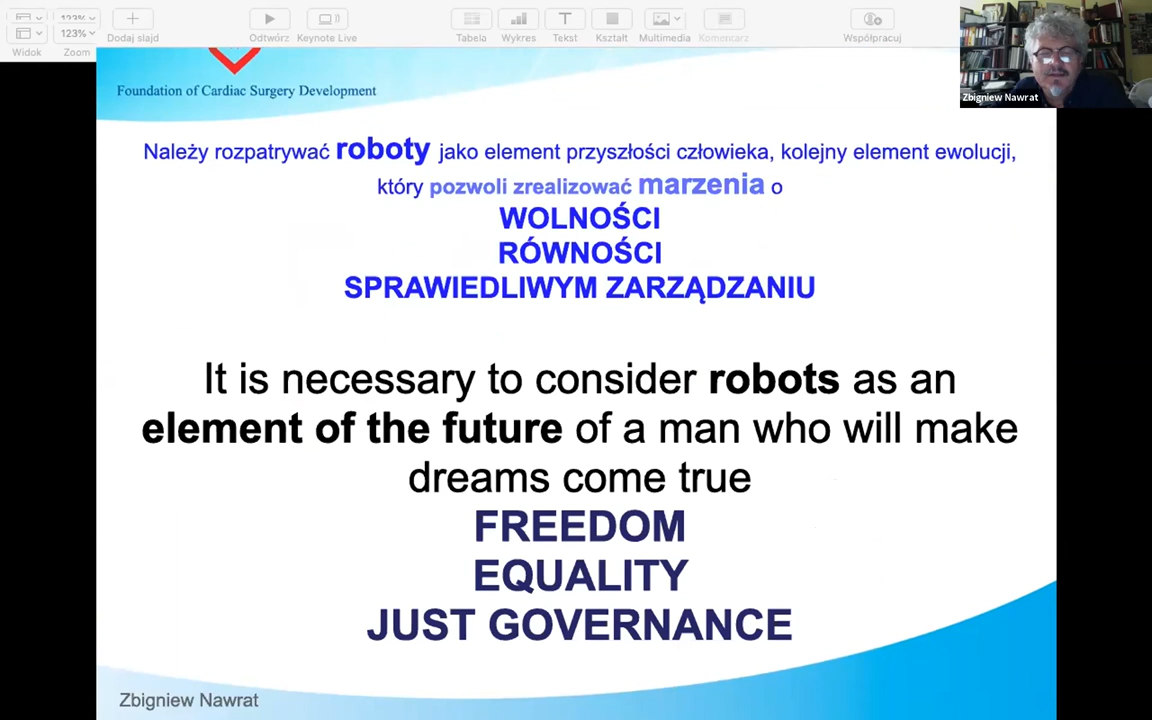 123%
123%
Widok
Zoom
Dodaj slajd
Odtwórz
Keynote Live
Tabela
Wykres
Tekst
Kształt
Multimedia
Komentarz
Współpracuj
Zbigniew Nawrat
Foundation of Cardiac Surgery Development
Należy rozpatrywać roboty jako element przyszłości człowieka, kolejny element ewolucji,
który pozwoli zrealizować marzenia o
WOLNOŚCI
RÓWNOŚCI
SPRAWIEDLIWYM ZARZĄDZANIU
It is necessary to consider robots as an
element of the future of a man who will make
dreams come true
FREEDOM
EQUALITY
JUST GOVERNANCE
Zbigniew Nawrat